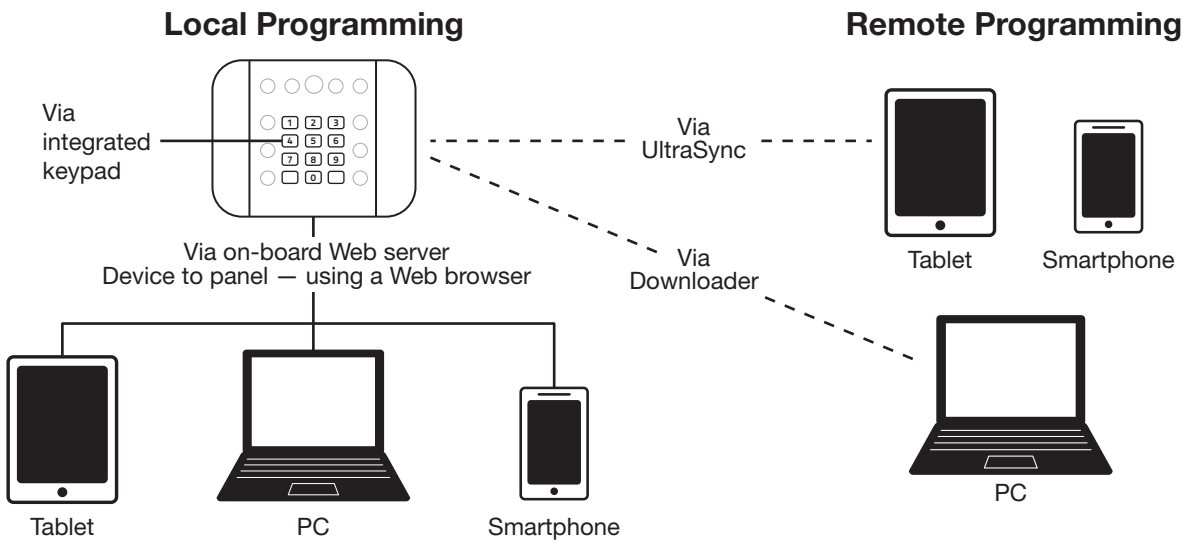 Local Programming
Remote Programming
Via
integrated
keypad
1 2 3
4 5 6
7 8 9
0
Via
UltraSync
Via on-board Web server
Device to panel — using a Web browser
Via
Downloader
Tablet
Smartphone
Tablet
PC
Smartphone
PC